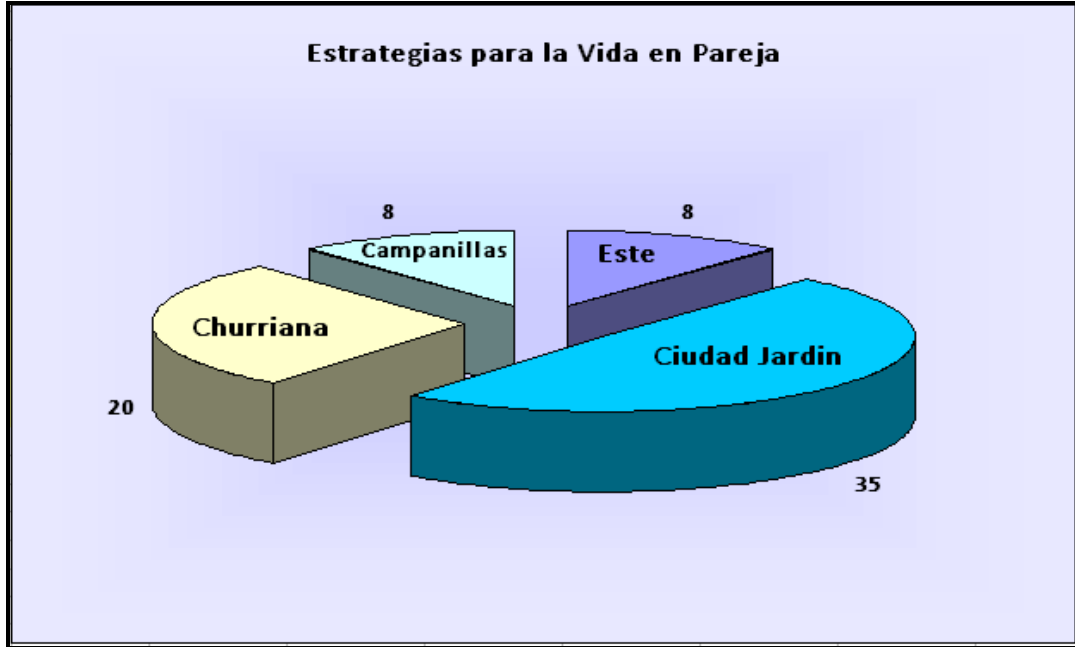 Estrategias para la Vida en Pareja
8
8
Campanillas
Este
Churriana
Ciudad Jardin
20
35